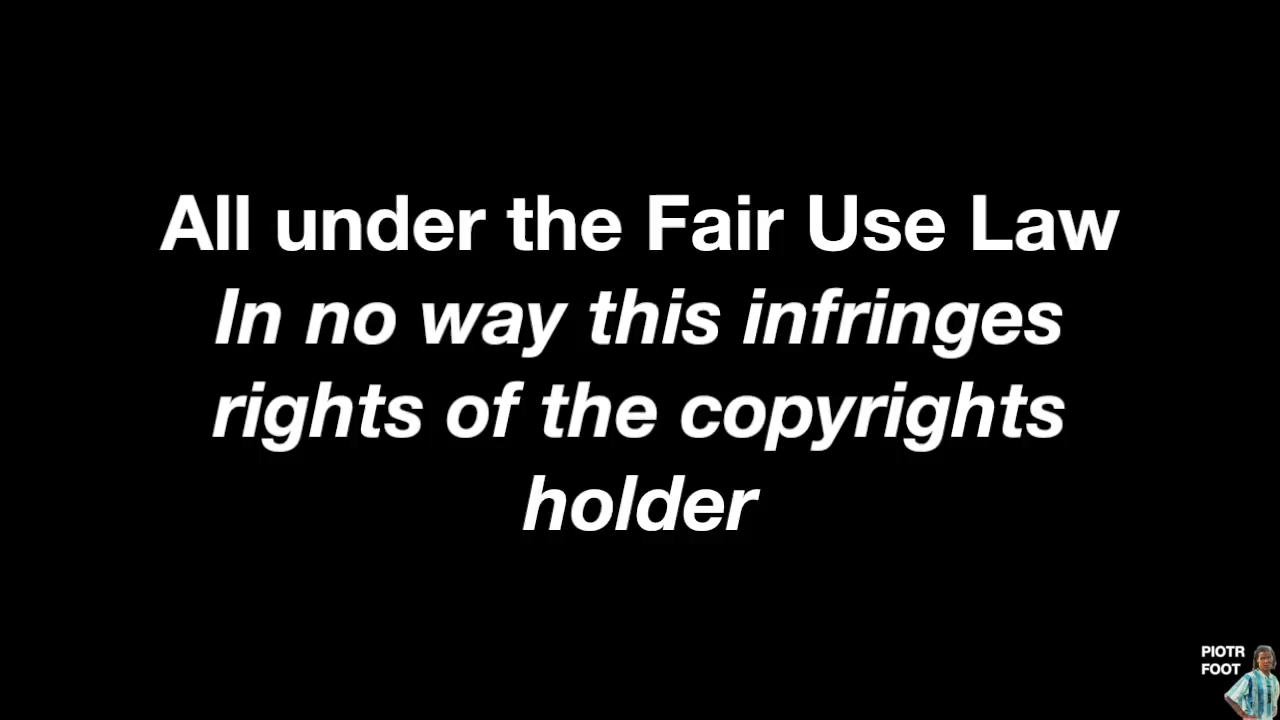 All under the Fair Use Law
In no way this infringes
rights of the copyrights
holder
PIOTR
FOOT